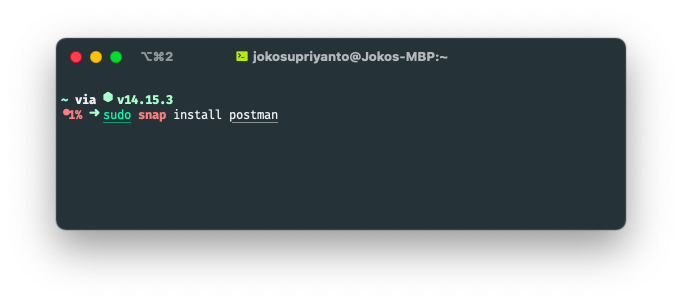 ⌥⌘2 jokosupriyanto@Jokos-MBP:~
~ via ⬢ v14.15.3
1% ➜ sudo snap install postman